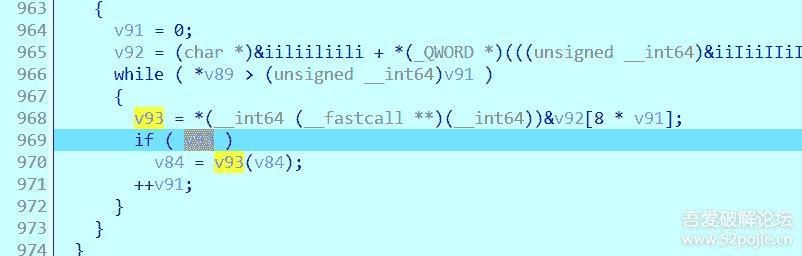 963 {
964 v91 = 0;
965 v92 = (char *)&iiliiliili + *(_QWORD *)(((unsigned __int64)&iiIiiIIiI
966 while ( *v89 > (unsigned __int64)v91 )
967 {
968 v93 = *(__int64 (__fastcall **)(__int64))&v92[8 * v91];
969 if ( v93 )
970 v84 = v93(v84);
971 ++v91;
972 }
973 }
974 }
吾爱破解论坛
www.52pojie.cn